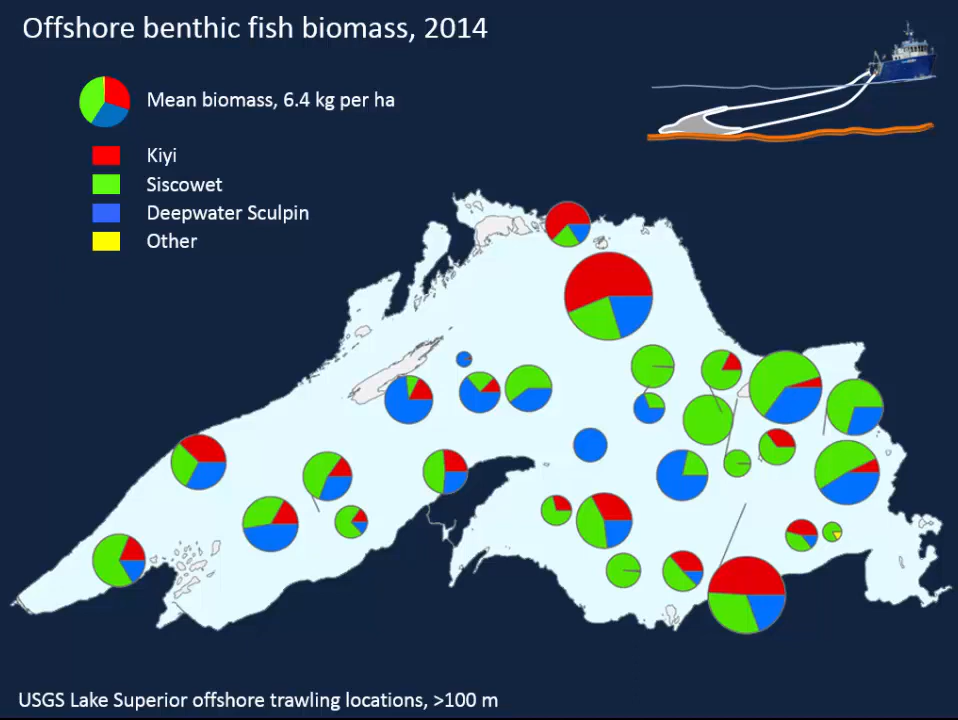 Offshore benthic fish biomass, 2014
Mean biomass, 6.4 kg per ha
Kiyi
Siscowet
Deepwater Sculpin
Other
USGS Lake Superior offshore trawling locations, >100 m